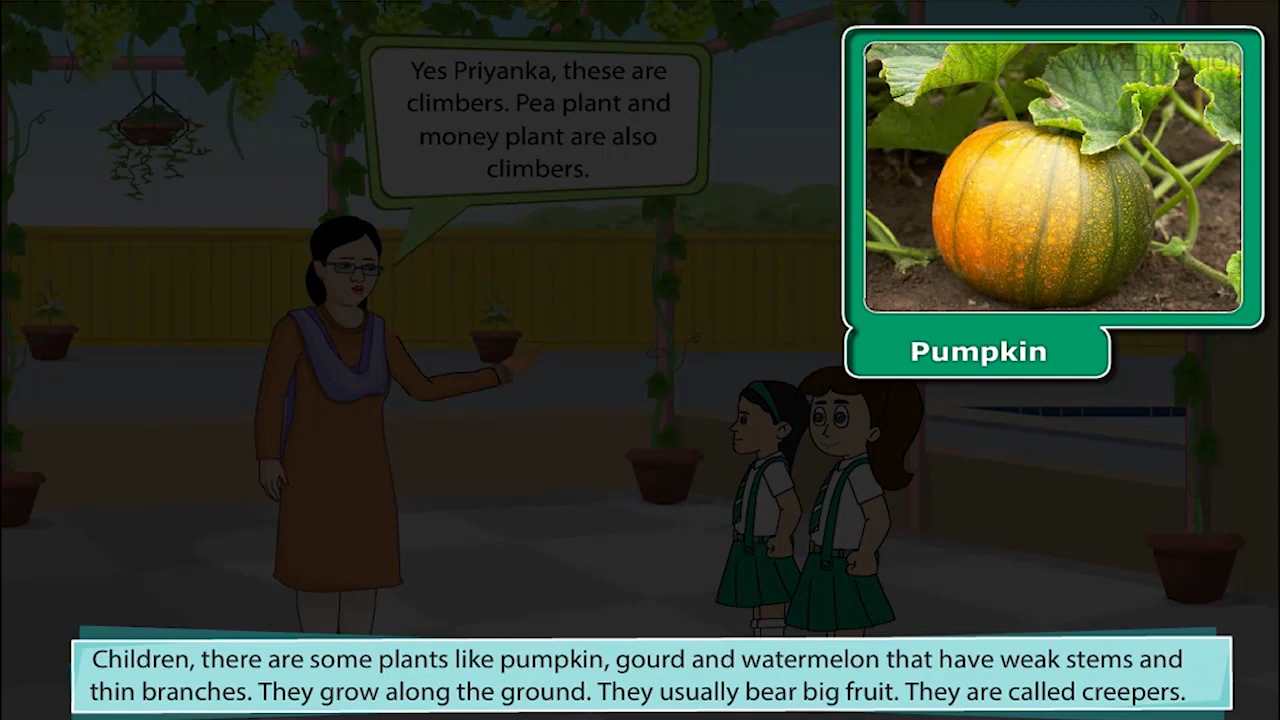 Yes Priyanka, these are
climbers. Pea plant and
money plant are also
climbers.
VIVA EDUCATION
Pumpkin
Children, there are some plants like pumpkin, gourd and watermelon that have weak stems and
thin branches. They grow along the ground. They usually bear big fruit. They are called creepers.